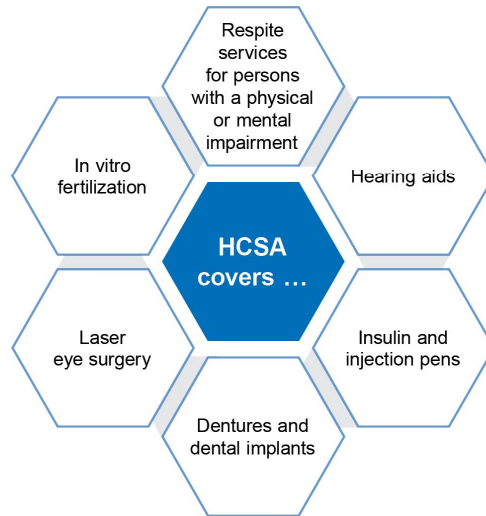 Respite
services
for persons
with a physical
or mental
impairment
In vitro
fertilization
Hearing aids
HCSA
covers ...
Laser
eye surgery
Insulin and
injection pens
Dentures and
dental implants